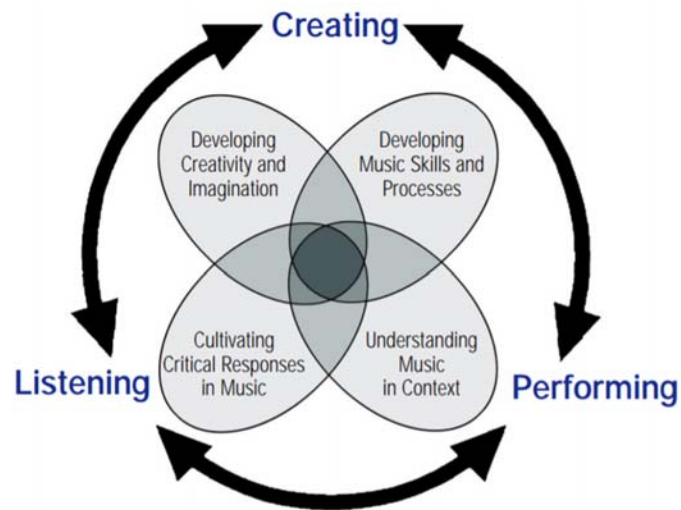 Creating
Developing
Creativity and
Imagination
Developing
Music Skills and
Processes
Cultivating
Critical Responses
in Music
Understanding
Music
in Context
Listening
Performing